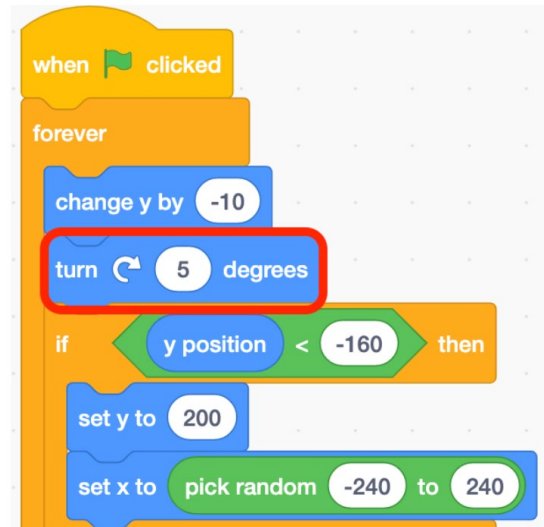 when clicked
forever
change y by -10
turn 5 degrees
if y position < -160 then
set y to 200
set x to pick random -240 to 240